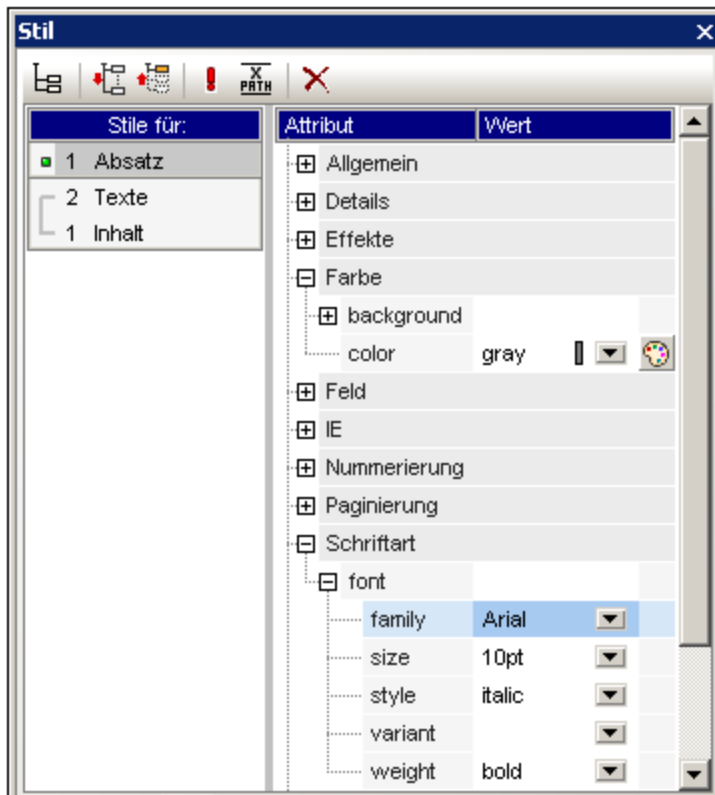 Stil
X
PATH
Stile für:
1 Absatz
2 Texte
1 Inhalt
Attribut Wert
Allgemein
Details
Effekte
Farbe
background
color gray
Feld
IE
Nummerierung
Paginierung
Schriftart
font
family Arial
size 10pt
style italic
variant
weight bold